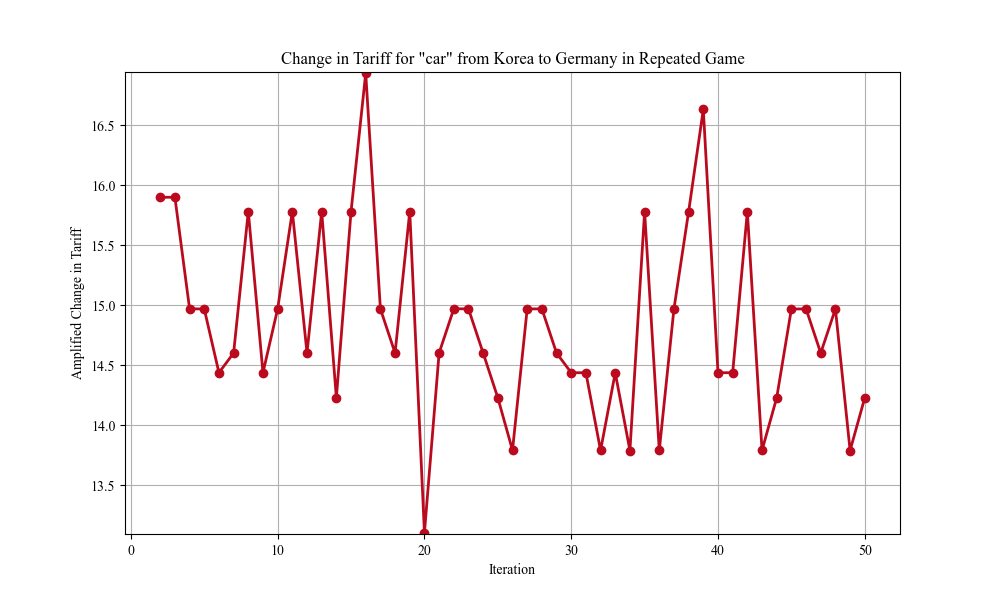 Change in Tariff for "car" from Korea to Germany in Repeated Game
Amplified Change in Tariff
16.5
16.0
15.5
15.0
14.5
14.0
13.5
0 10 20 30 40 50
Iteration